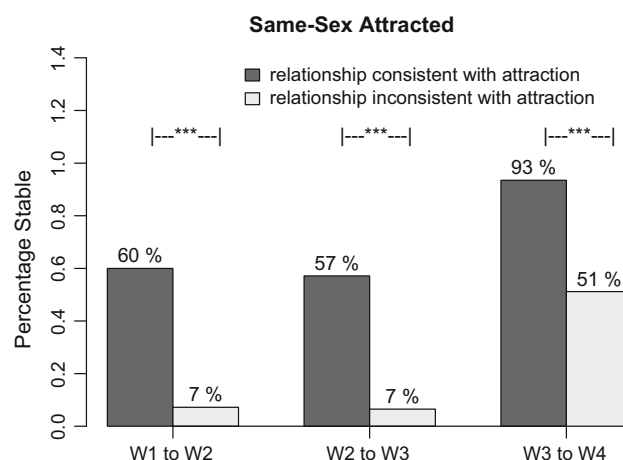 Same-Sex Attracted
Percentage Stable
1.4
1.2
1.0
0.8
0.6
0.4
0.2
0.0
relationship consistent with attraction
relationship inconsistent with attraction
|---***---| |---***---| |---***---|
60 % 7 % 57 % 7 % 93 % 51 %
W1 to W2 W2 to W3 W3 to W4